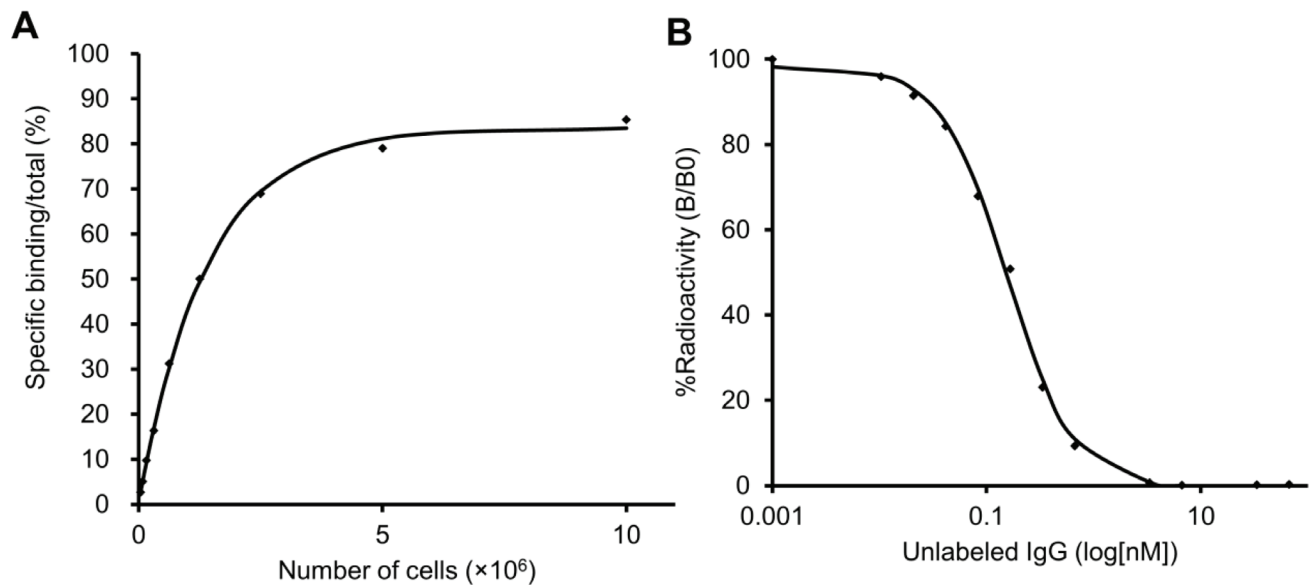 A
Specific binding/total (%)
100
90
80
70
60
50
40
30
20
10
0
0 5 10
Number of cells (×10⁶)
B
%Radioactivity (B/B0)
100
80
60
40
20
0
0.001 0.1 10
Unlabeled IgG (log[nM])